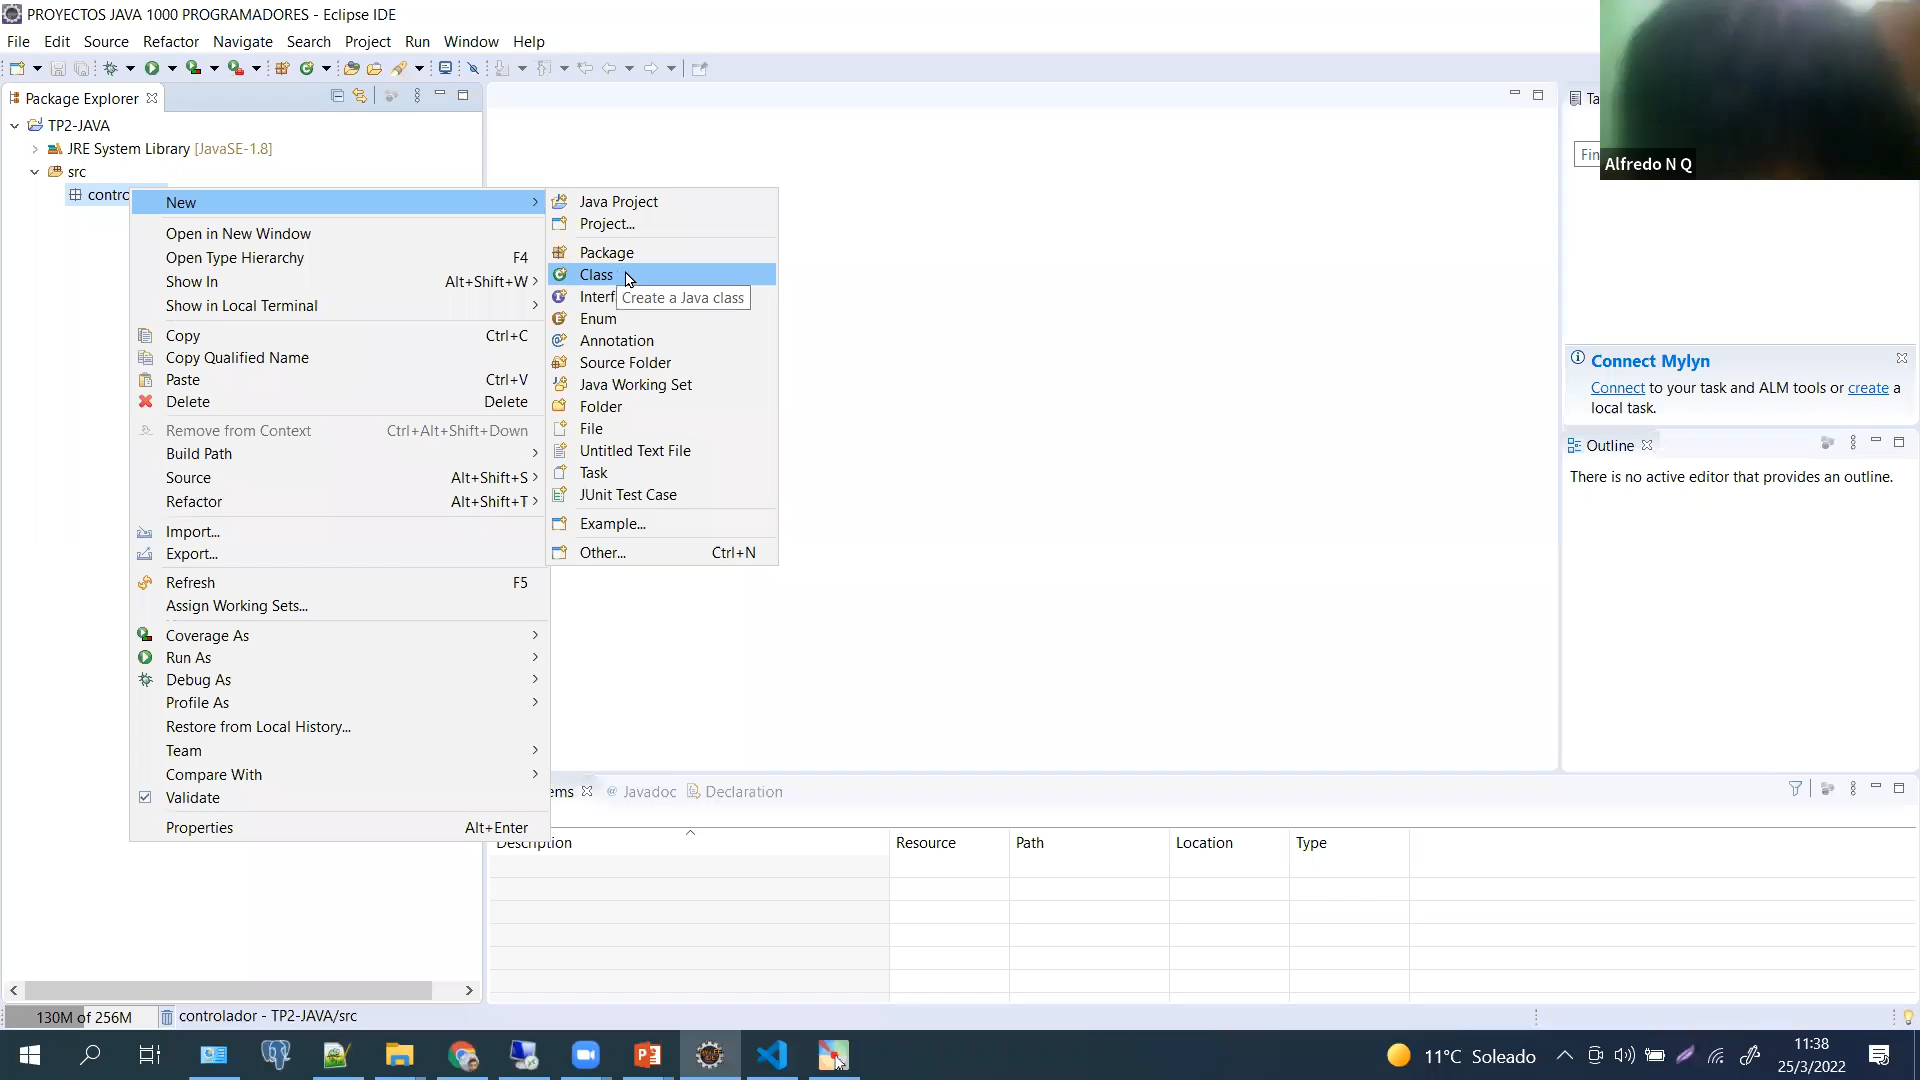 PROYECTOS JAVA 1000 PROGRAMADORES - Eclipse IDE
File Edit Source Refactor Navigate Search Project Run Window Help
Package Explorer
TP2-JAVA
JRE System Library [JavaSE-1.8]
src
contro
New
Open in New Window
Open Type Hierarchy F4
Show In Alt+Shift+W
Show in Local Terminal
Copy Ctrl+C
Copy Qualified Name
Paste Ctrl+V
Delete Delete
Remove from Context Ctrl+Alt+Shift+Down
Build Path
Source Alt+Shift+S
Refactor Alt+Shift+T
Import...
Export...
Refresh F5
Assign Working Sets...
Coverage As
Run As
Debug As
Profile As
Restore from Local History...
Team
Compare With
Validate
Properties Alt+Enter
Java Project
Project...
Package
Class
Interf
Create a Java class
Enum
Annotation
Source Folder
Java Working Set
Folder
File
Untitled Text File
Task
JUnit Test Case
Example...
Other... Ctrl+N
Ta
Fin
Alfredo N Q
Connect Mylyn
Connect to your task and ALM tools or create a
local task.
Outline
There is no active editor that provides an outline.
ems Javadoc Declaration
Description Resource Path Location Type
130M of 256M controlador - TP2-JAVA/src
11°C Soleado
11:38
25/3/2022